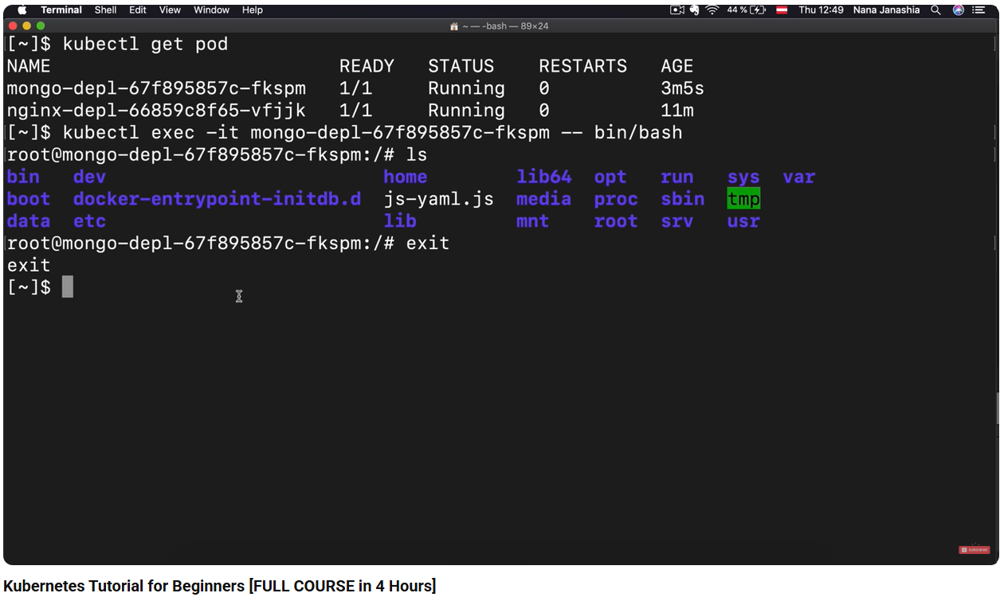 Terminal Shell Edit View Window Help 44 % Thu 12:49 Nana Janashia
~ — -bash — 89×24
[~]$ kubectl get pod
NAME READY STATUS RESTARTS AGE
mongo-depl-67f895857c-fkspm 1/1 Running 0 3m5s
nginx-depl-66859c8f65-vfjjk 1/1 Running 0 11m
[~]$ kubectl exec -it mongo-depl-67f895857c-fkspm -- bin/bash
root@mongo-depl-67f895857c-fkspm:/# ls
bin dev home lib64 opt run sys var
boot docker-entrypoint-initdb.d js-yaml.js media proc sbin tmp
data etc lib mnt root srv usr
root@mongo-depl-67f895857c-fkspm:/# exit
exit
[~]$
SUBSCRIBE
Kubernetes Tutorial for Beginners [FULL COURSE in 4 Hours]